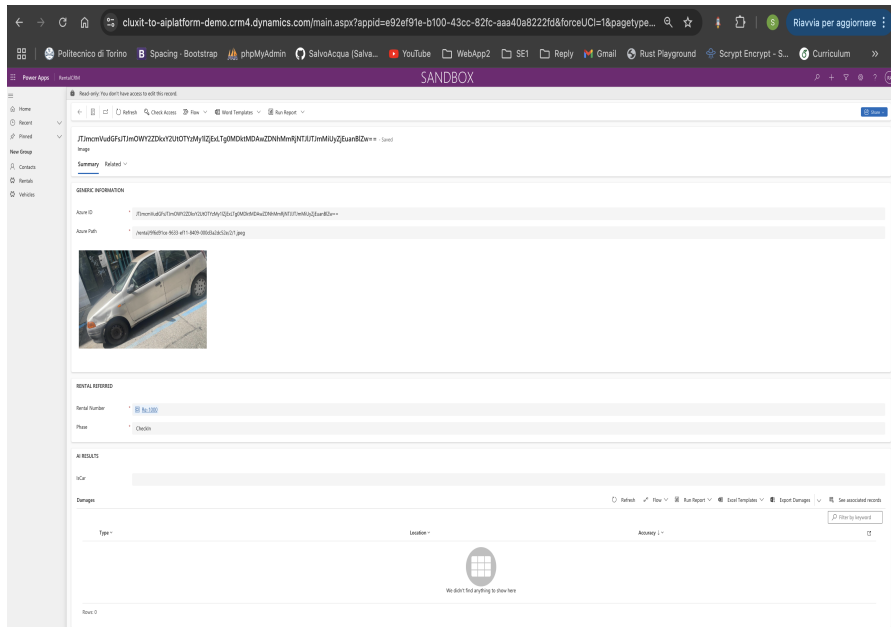 cluxit-to-aiplatform-demo.crm4.dynamics.com/main.aspx?appid=e92ef91e-b100-43cc-82fc-aaa40a8222fd&forceUCI=1&pagetype... Riavvia per aggiornare
Politecnico di Torino Spacing - Bootstrap phpMyAdmin SalvoAcqua (Salva... YouTube WebApp2 SE1 Reply Gmail Rust Playground Scrypt Encrypt - S... Curriculum »
Power Apps RentalCRM SANDBOX
Read-only: You don't have access to edit this record.
Home
Recent
Pinned
New Group
Contacts
Rentals
Vehicles
Refresh Check Access Flow Word Templates Run Report Share
- Saved
Image
Summary Related
GENERIC INFORMATION
Azure ID *
Azure Path *
RENTAL REFERRED
Rental Number * Re-1000
Phase * CheckIn
AI RESULTS
IsCar
Damages Refresh Flow Run Report Excel Templates Export Damages See associated records
Filter by keyword
Type Location Accuracy ↓
We didn't find anything to show here
Rows: 0